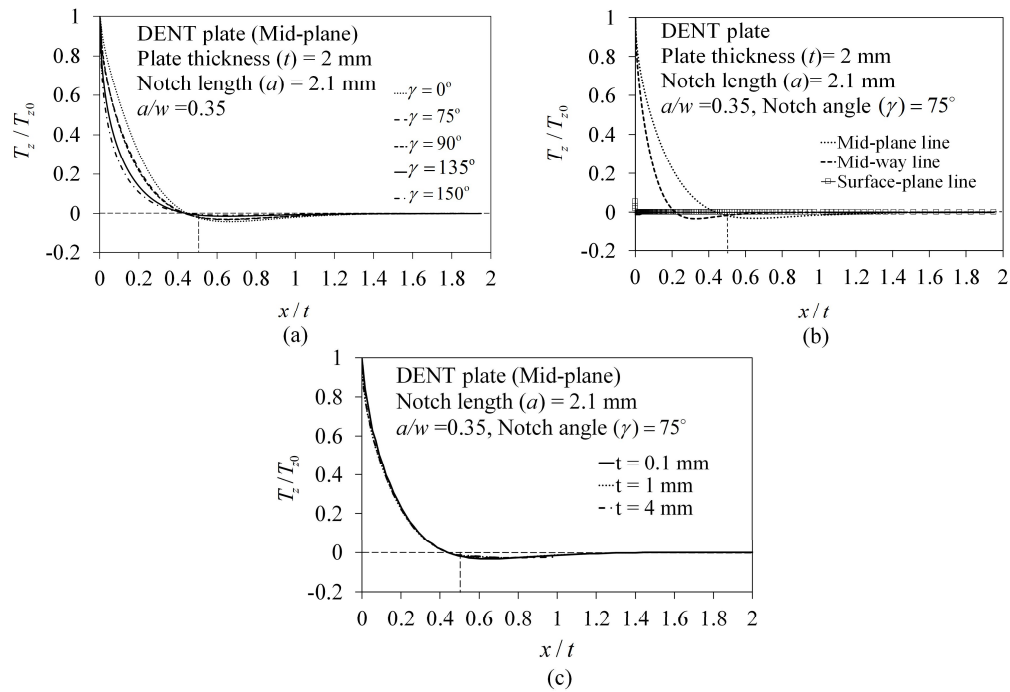 DENT plate (Mid-plane)
Plate thickness (t) = 2 mm
Notch length (a) = 2.1 mm
a/w =0.35
γ = 0°
γ = 75°
γ = 90°
γ = 135°
γ = 150°
T_z / T_z0
1
0.8
0.6
0.4
0.2
0
-0.2
0 0.2 0.4 0.6 0.8 1 1.2 1.4 1.6 1.8 2
x / t
(a)
DENT plate
Plate thickness (t) = 2 mm
Notch length (a)= 2.1 mm
a/w =0.35, Notch angle (γ) = 75°
Mid-plane line
Mid-way line
Surface-plane line
T_z / T_z0
1
0.8
0.6
0.4
0.2
0
-0.2
0 0.2 0.4 0.6 0.8 1 1.2 1.4 1.6 1.8 2
x / t
(b)
DENT plate (Mid-plane)
Notch length (a) = 2.1 mm
a/w =0.35, Notch angle (γ) = 75°
t = 0.1 mm
t = 1 mm
t = 4 mm
T_z / T_z0
1
0.8
0.6
0.4
0.2
0
-0.2
0 0.2 0.4 0.6 0.8 1 1.2 1.4 1.6 1.8 2
x / t
(c)